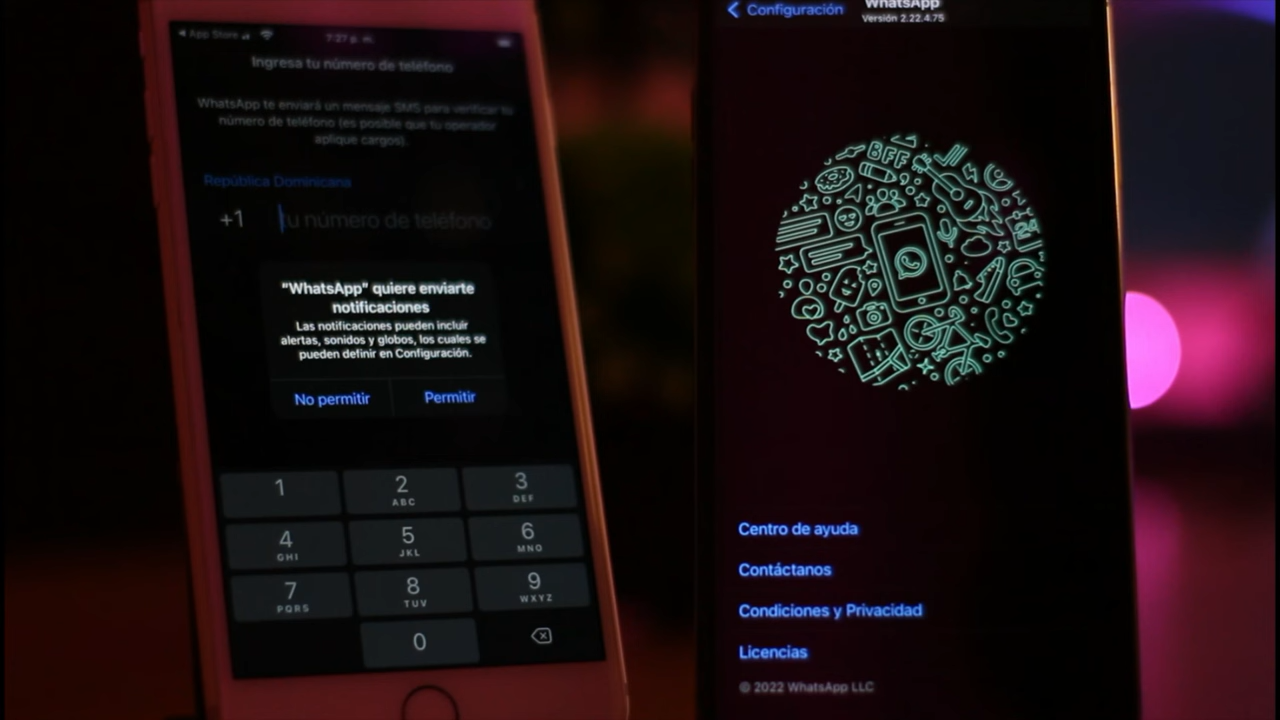 App Store
7:27 p. m.
Ingresa tu número de teléfono
WhatsApp te enviará un mensaje SMS para verificar tu
número de teléfono (es posible que tu operador
aplique cargos).
República Dominicana
+1 tu número de teléfono
"WhatsApp" quiere enviarte
notificaciones
Las notificaciones pueden incluir
alertas, sonidos y globos, los cuales se
pueden definir en Configuración.
No permitir Permitir
1 2 3
ABC DEF
4 5 6
GHI JKL MNO
7 8 9
PQRS TUV WXYZ
0
Configuración WhatsApp
Versión 2.22.4.75
BFF
24
Centro de ayuda
Contáctanos
Condiciones y Privacidad
Licencias
© 2022 WhatsApp LLC